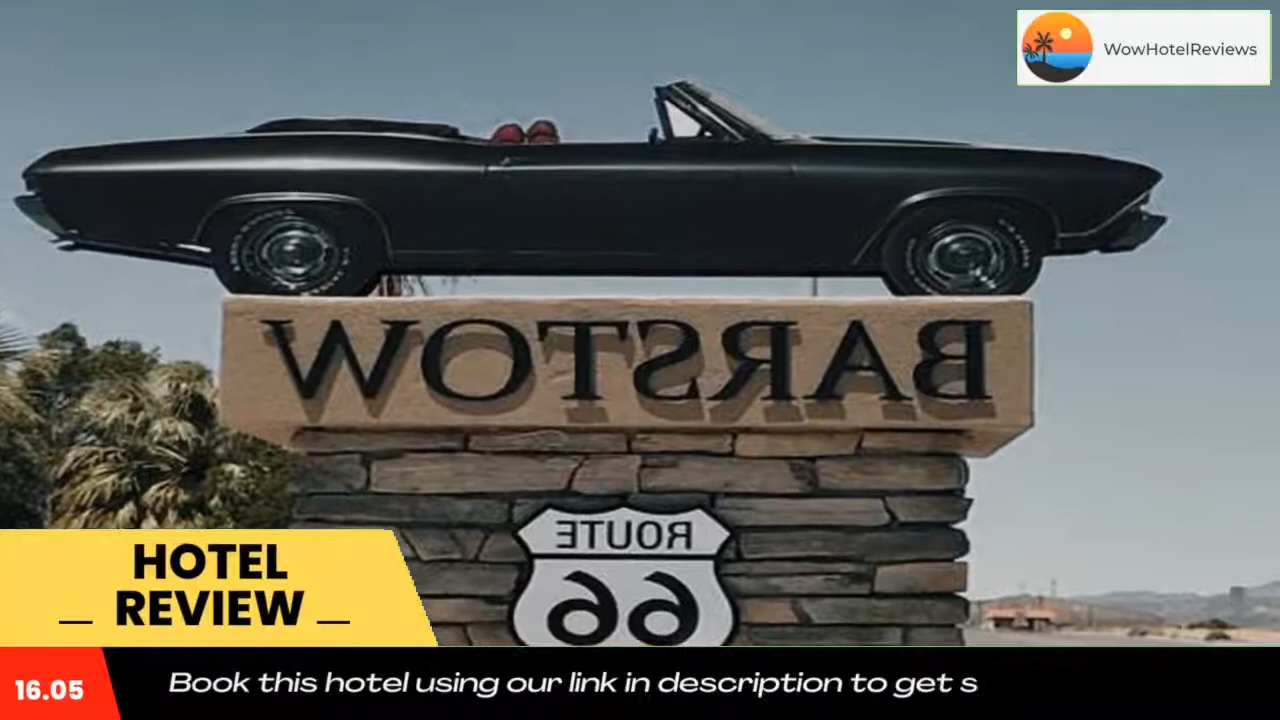 WowHotelReviews
BARSTOW
ROUTE
66
HOTEL
REVIEW
16.05
Book this hotel using our link in description to get s